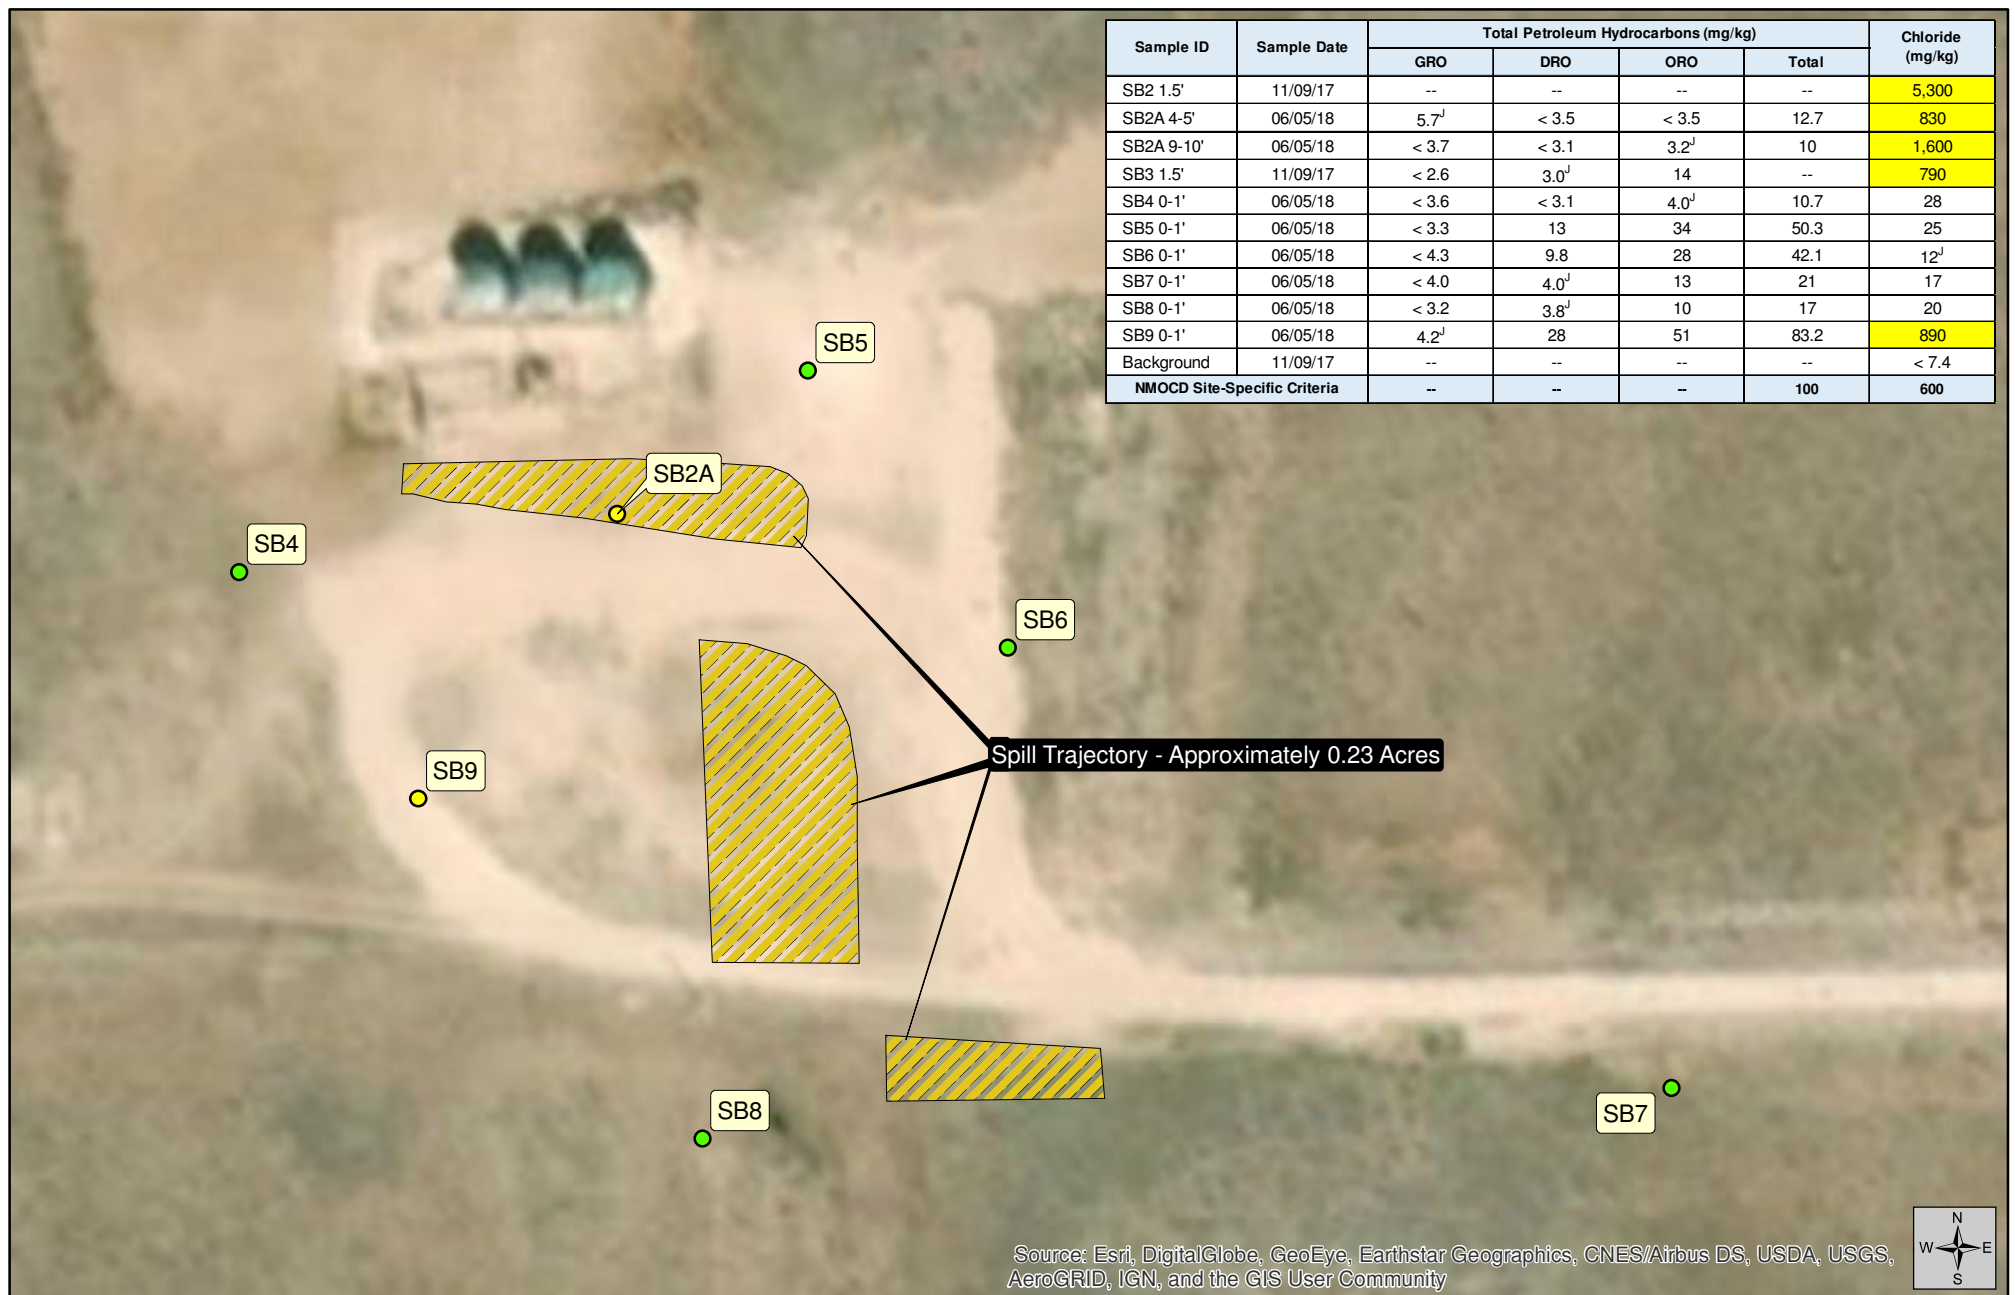 Sample ID Sample Date Total Petroleum Hydrocarbons (mg/kg) Chloride (mg/kg)
GRO DRO ORO Total
SB2 1.5' 11/09/17 -- -- -- -- 5,300
SB2A 4-5' 06/05/18 5.7J < 3.5 < 3.5 12.7 830
SB2A 9-10' 06/05/18 < 3.7 < 3.1 3.2J 10 1,600
SB3 1.5' 11/09/17 < 2.6 3.0J 14 -- 790
SB4 0-1' 06/05/18 < 3.6 < 3.1 4.0J 10.7 28
SB5 0-1' 06/05/18 < 3.3 13 34 50.3 25
SB6 0-1' 06/05/18 < 4.3 9.8 28 42.1 12J
SB7 0-1' 06/05/18 < 4.0 4.0J 13 21 17
SB8 0-1' 06/05/18 < 3.2 3.8J 10 17 20
SB9 0-1' 06/05/18 4.2J 28 51 83.2 890
Background 11/09/17 -- -- -- -- < 7.4
NMOCD Site-Specific Criteria -- -- -- 100 600
SB5
SB2A
SB4
SB6
Spill Trajectory - Approximately 0.23 Acres
SB9
SB8
SB7
Source: Esri, DigitalGlobe, GeoEye, Earthstar Geographics, CNES/Airbus DS, USDA, USGS,
AeroGRID, IGN, and the GIS User Community
N
W E
S